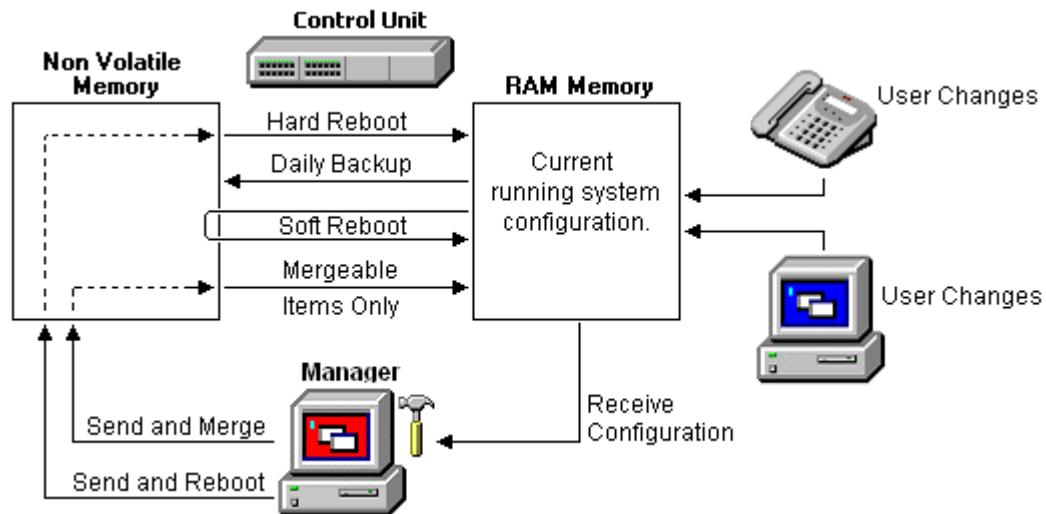 Control Unit
Non Volatile
Memory
RAM Memory
User Changes
Hard Reboot
Daily Backup
Current
running system
configuration.
Soft Reboot
Mergeable
Items Only
User Changes
Manager
Send and Merge
Receive
Configuration
Send and Reboot